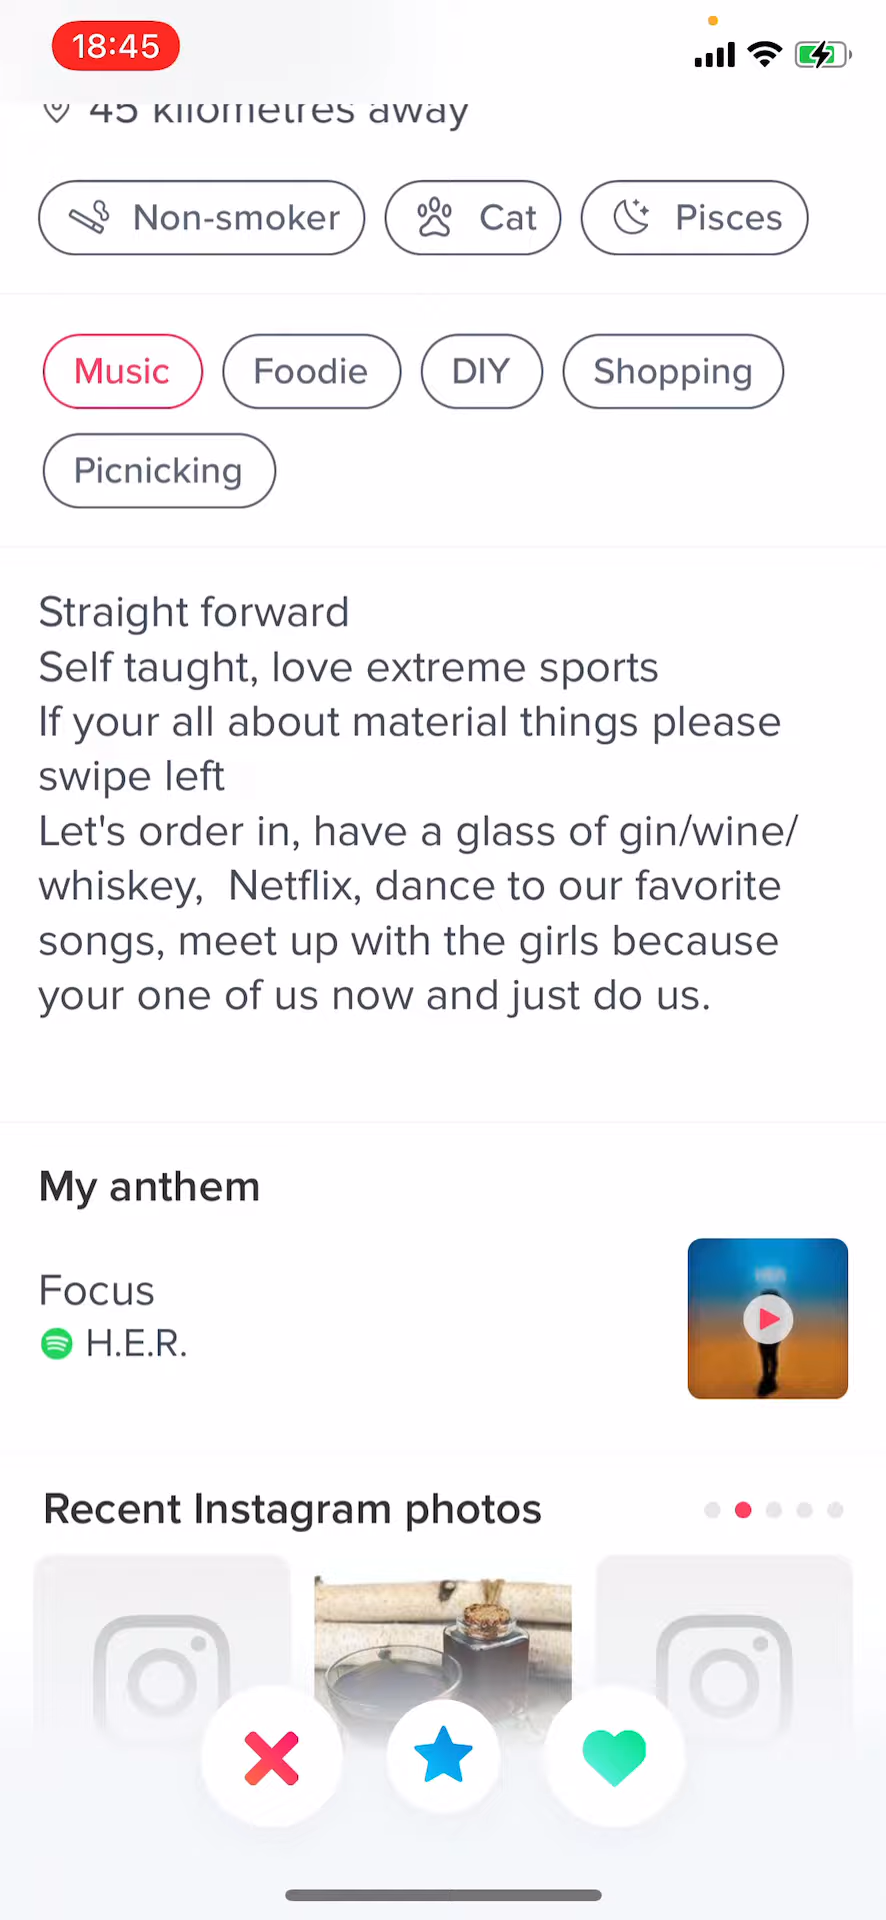 18:45
45 kilometres away
Non-smoker Cat Pisces
Music Foodie DIY Shopping
Picnicking
Straight forward
Self taught, love extreme sports
If your all about material things please
swipe left
Let's order in, have a glass of gin/wine/
whiskey,  Netflix, dance to our favorite
songs, meet up with the girls because
your one of us now and just do us.
My anthem
Focus
H.E.R.
Recent Instagram photos